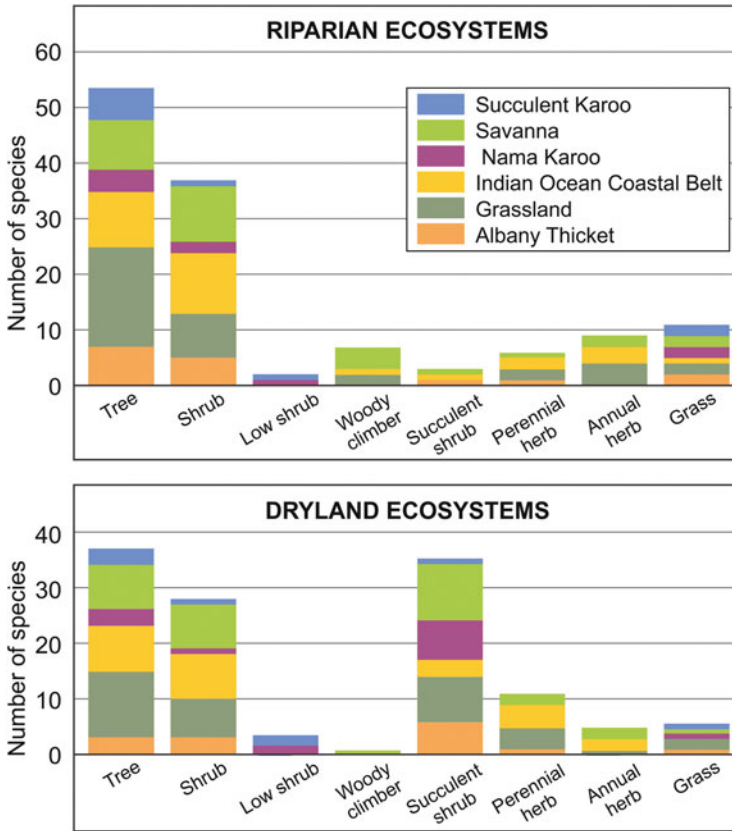 RIPARIAN ECOSYSTEMS
60
50
40
30
20
10
0
Number of species
Succulent Karoo
Savanna
Nama Karoo
Indian Ocean Coastal Belt
Grassland
Albany Thicket
Tree
Shrub
Low shrub
Woody
climber
Succulent
shrub
Perennial
herb
Annual
herb
Grass
DRYLAND ECOSYSTEMS
40
30
20
10
0
Number of species
Tree
Shrub
Low shrub
Woody
climber
Succulent
shrub
Perennial
herb
Annual
herb
Grass